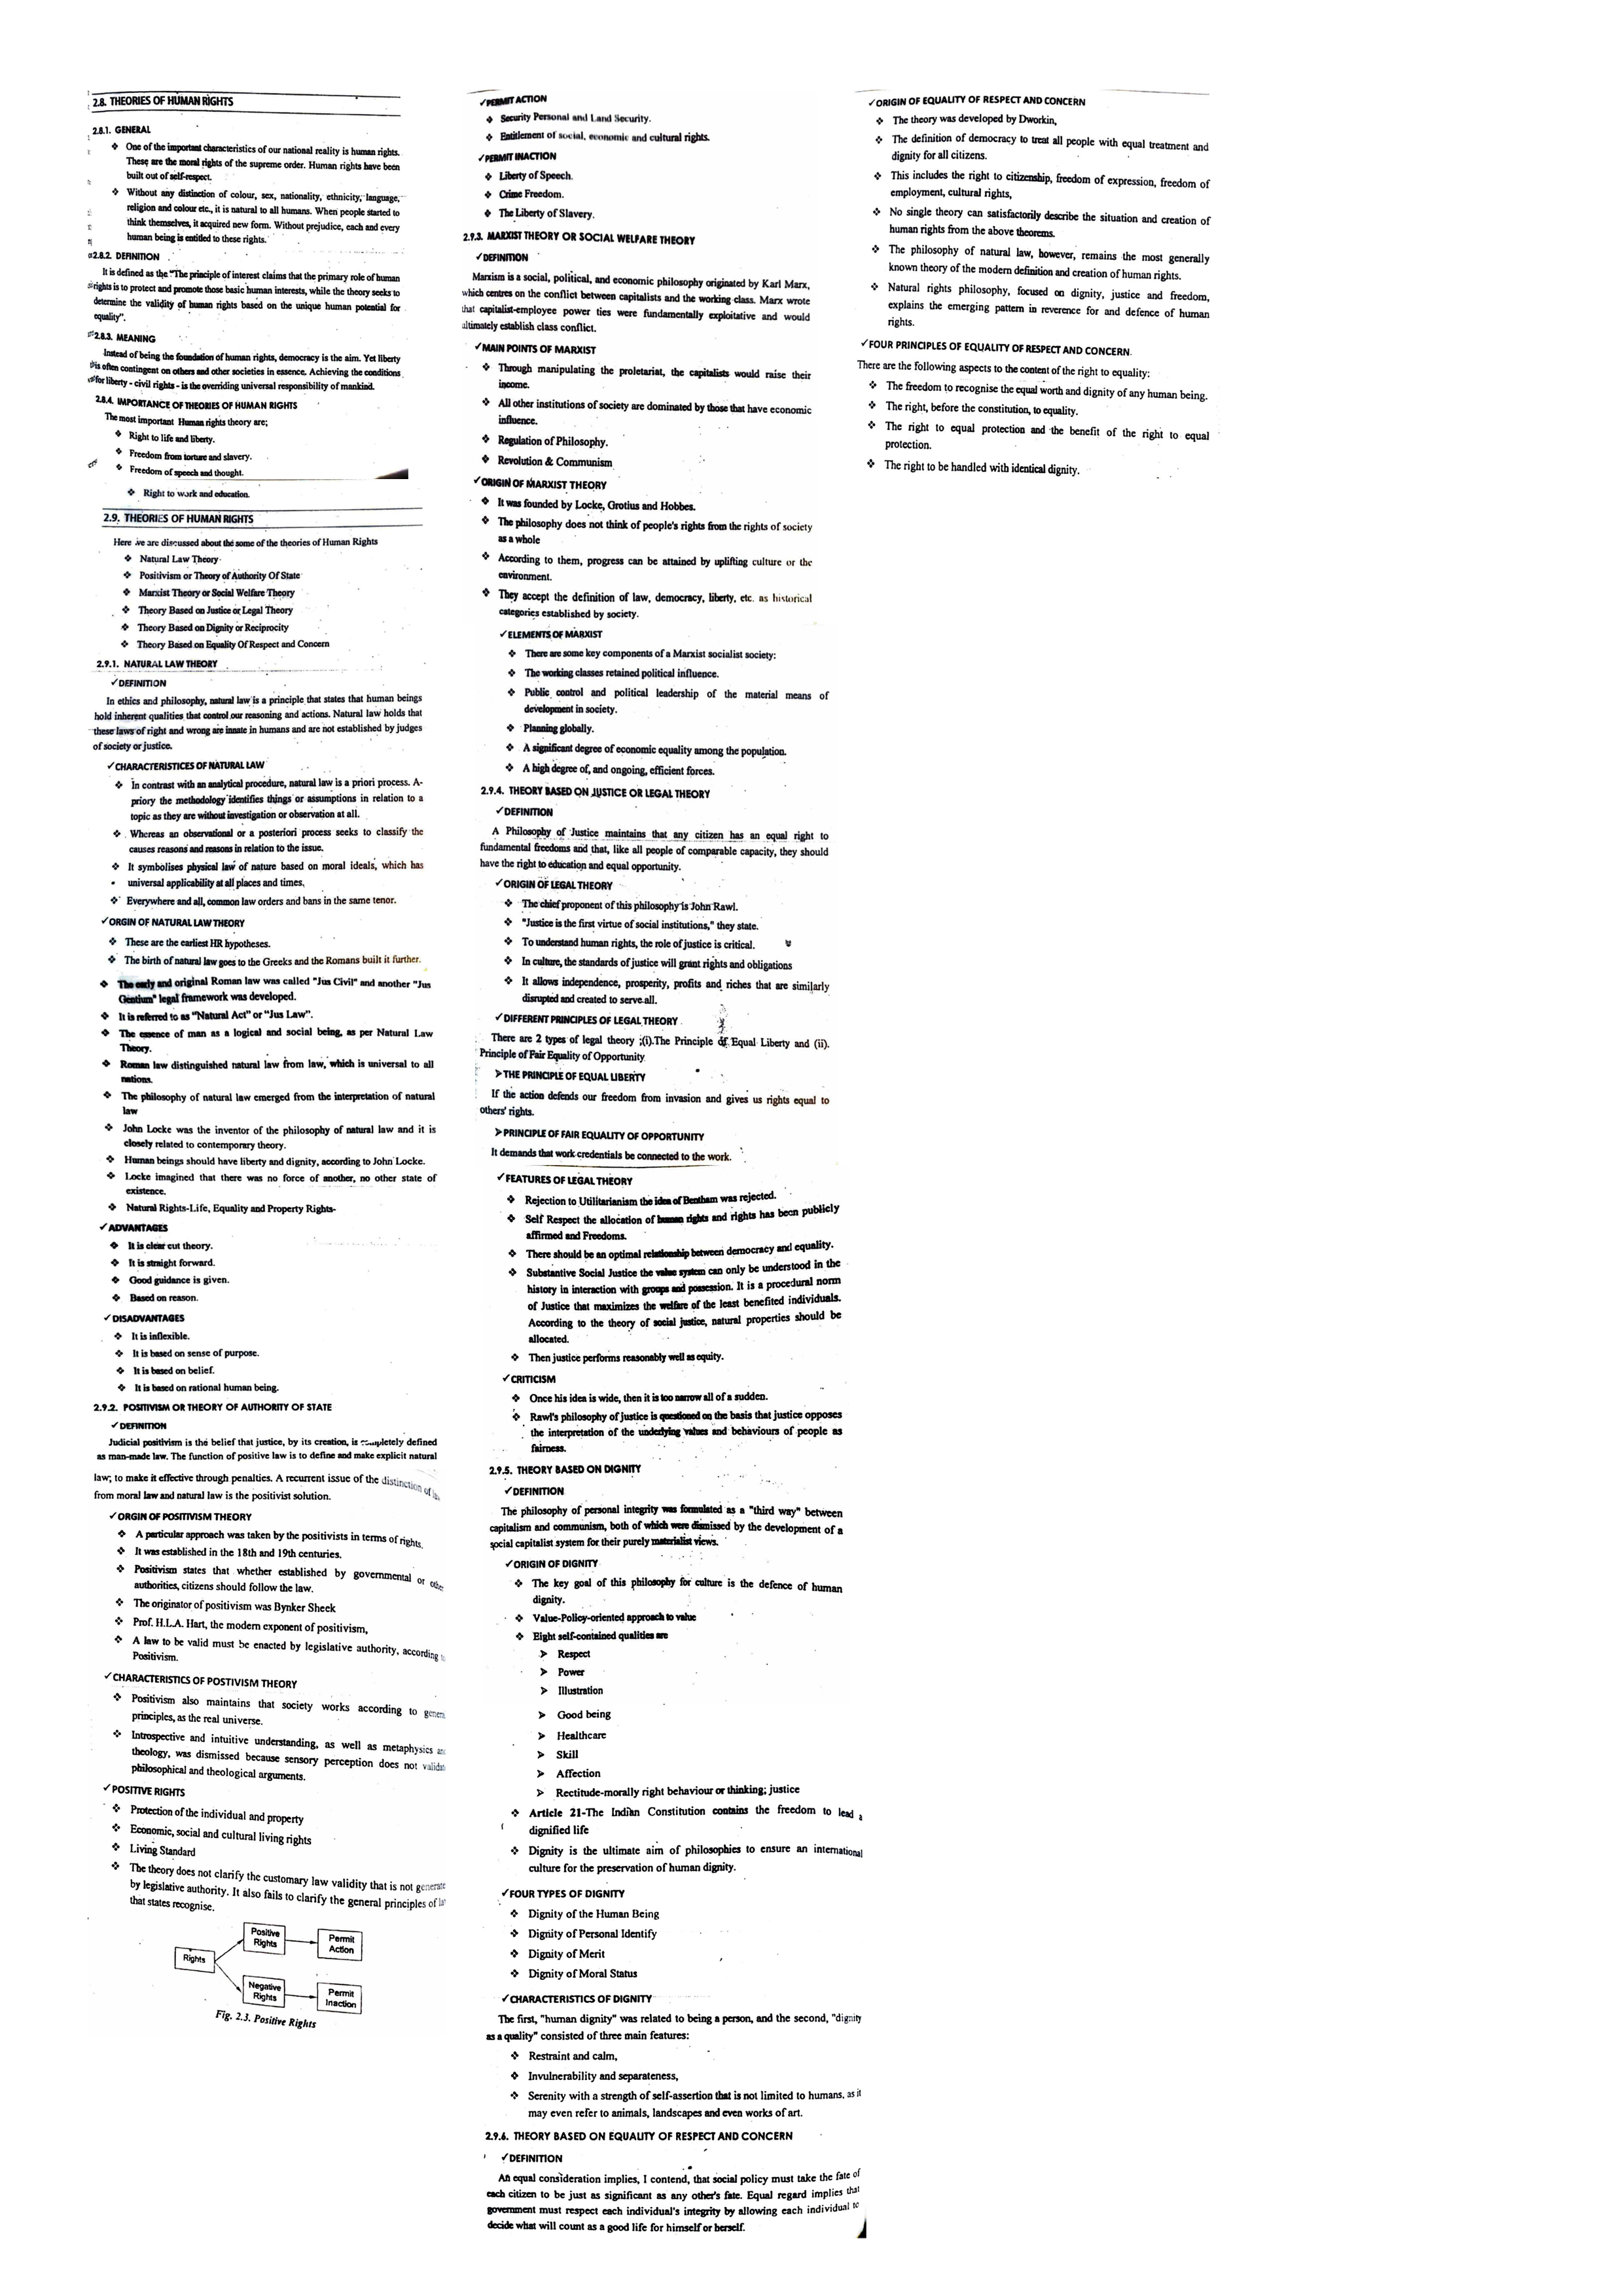 2.8. THEORIES OF HUMAN RIGHTS
2.8.1. GENERAL
❖ One of the important characteristics of our national reality is human rights.
These are the moral rights of the supreme order. Human rights have been
built out of self-respect.
❖ Without any distinction of colour, sex, nationality, ethnicity, language,
religion and colour etc., it is natural to all humans. When people started to
think themselves, it acquired new form. Without prejudice, each and every
human being is entitled to these rights.
2.8.2. DEFINITION
It is defined as the "The principle of interest claims that the primary role of human
rights is to protect and promote those basic human interests, while the theory seeks to
determine the validity of human rights based on the unique human potential for
equality".
2.8.3. MEANING
Instead of being the foundation of human rights, democracy is the aim. Yet liberty
is often contingent on others and other societies in essence. Achieving the conditions
for liberty - civil rights - is the overriding universal responsibility of mankind.
2.8.4. IMPORTANCE OF THEORIES OF HUMAN RIGHTS
The most important Human rights theory are;
❖ Right to life and liberty.
❖ Freedom from torture and slavery.
❖ Freedom of speech and thought.
❖ Right to work and education.
2.9. THEORIES OF HUMAN RIGHTS
Here we are discussed about the some of the theories of Human Rights
❖ Natural Law Theory
❖ Positivism or Theory of Authority Of State
❖ Marxist Theory or Social Welfare Theory
❖ Theory Based on Justice or Legal Theory
❖ Theory Based on Dignity or Reciprocity
❖ Theory Based on Equality Of Respect and Concern
2.9.1. NATURAL LAW THEORY
✓DEFINITION
In ethics and philosophy, natural law is a principle that states that human beings
hold inherent qualities that control our reasoning and actions. Natural law holds that
these laws of right and wrong are innate in humans and are not established by judges
of society or justice.
✓CHARACTERISTICES OF NATURAL LAW
❖ In contrast with an analytical procedure, natural law is a priori process. A-
priory the methodology identifies things or assumptions in relation to a
topic as they are without investigation or observation at all.
❖ Whereas an observational or a posteriori process seeks to classify the
causes reasons and reasons in relation to the issue.
❖ It symbolises physical law of nature based on moral ideals, which has
universal applicability at all places and times.
❖ Everywhere and all, common law orders and bans in the same tenor.
✓ORGIN OF NATURAL LAW THEORY
❖ These are the earliest HR hypotheses.
❖ The birth of natural law goes to the Greeks and the Romans built it further.
❖ The early and original Roman law was called "Jus Civil" and another "Jus
Gentium" legal framework was developed.
❖ It is referred to as "Natural Act" or "Jus Law".
❖ The essence of man as a logical and social being, as per Natural Law
Theory.
❖ Roman law distinguished natural law from law, which is universal to all
nations.
❖ The philosophy of natural law emerged from the interpretation of natural
law
❖ John Locke was the inventor of the philosophy of natural law and it is
closely related to contemporary theory.
❖ Human beings should have liberty and dignity, according to John Locke.
❖ Locke imagined that there was no force of another, no other state of
existence.
❖ Natural Rights-Life, Equality and Property Rights-
✓ADVANTAGES
❖ It is clear cut theory.
❖ It is straight forward.
❖ Good guidance is given.
❖ Based on reason.
✓DISADVANTAGES
❖ It is inflexible.
❖ It is based on sense of purpose.
❖ It is based on belief.
❖ It is based on rational human being.
2.9.2. POSITIVISM OR THEORY OF AUTHORITY OF STATE
✓DEFINITION
Judicial positivism is the belief that justice, by its creation, is completely defined
as man-made law. The function of positive law is to define and make explicit natural
law; to make it effective through penalties. A recurrent issue of the distinction of
from moral law and natural law is the positivist solution.
✓ORGIN OF POSITIVISM THEORY
❖ A particular approach was taken by the positivists in terms of rights.
❖ It was established in the 18th and 19th centuries.
❖ Positivism states that whether established by governmental or
authorities, citizens should follow the law.
❖ The originator of positivism was Bynker Sheek
❖ Prof. H.L.A. Hart, the modern exponent of positivism,
❖ A law to be valid must be enacted by legislative authority, according
Positivism.
✓CHARACTERISTICS OF POSTIVISM THEORY
❖ Positivism also maintains that society works according to
principles, as the real universe.
❖ Introspective and intuitive understanding, as well as metaphysics
theology, was dismissed because sensory perception does not
philosophical and theological arguments.
✓POSITIVE RIGHTS
❖ Protection of the individual and property
❖ Economic, social and cultural living rights
❖ Living Standard
❖ The theory does not clarify the customary law validity that is not
by legislative authority. It also fails to clarify the general principles of
that states recognise.
Rights
Positive
Rights
Permit
Action
Negative
Rights
Permit
Inaction
Fig. 2.3. Positive Rights
✓PERMIT ACTION
❖ Security Personal and Land Security.
❖ Entitlement of social, economic and cultural rights.
✓PERMIT INACTION
❖ Liberty of Speech.
❖ Crime Freedom.
❖ The Liberty of Slavery.
2.9.3. MARXIST THEORY OR SOCIAL WELFARE THEORY
✓DEFINITION
Marxism is a social, political, and economic philosophy originated by Karl Marx,
which centres on the conflict between capitalists and the working class. Marx wrote
that capitalist-employee power ties were fundamentally exploitative and would
ultimately establish class conflict.
✓MAIN POINTS OF MARXIST
❖ Through manipulating the proletariat, the capitalists would raise their
income.
❖ All other institutions of society are dominated by those that have economic
influence.
❖ Regulation of Philosophy.
❖ Revolution & Communism
✓ORIGIN OF MARXIST THEORY
❖ It was founded by Locke, Grotius and Hobbes.
❖ The philosophy does not think of people's rights from the rights of society
as a whole
❖ According to them, progress can be attained by uplifting culture or the
environment.
❖ They accept the definition of law, democracy, liberty, etc. as historical
categories established by society.
✓ELEMENTS OF MARXIST
❖ There are some key components of a Marxist socialist society:
❖ The working classes retained political influence.
❖ Public control and political leadership of the material means of
development in society.
❖ Planning globally.
❖ A significant degree of economic equality among the population.
❖ A high degree of, and ongoing, efficient forces.
2.9.4. THEORY BASED ON JUSTICE OR LEGAL THEORY
✓DEFINITION
A Philosophy of Justice maintains that any citizen has an equal right to
fundamental freedoms and that, like all people of comparable capacity, they should
have the right to education and equal opportunity.
✓ORIGIN OF LEGAL THEORY
❖ The chief proponent of this philosophy is John Rawl.
❖ "Justice is the first virtue of social institutions," they state.
❖ To understand human rights, the role of justice is critical.
❖ In culture, the standards of justice will grant rights and obligations
❖ It allows independence, prosperity, profits and riches that are similarly
disrupted and created to serve all.
✓DIFFERENT PRINCIPLES OF LEGAL THEORY
There are 2 types of legal theory ;(i).The Principle of Equal Liberty and (ii).
Principle of Fair Equality of Opportunity
➢THE PRINCIPLE OF EQUAL LIBERTY
If the action defends our freedom from invasion and gives us rights equal to
others' rights.
➢PRINCIPLE OF FAIR EQUALITY OF OPPORTUNITY
It demands that work credentials be connected to the work.
✓FEATURES OF LEGAL THEORY
❖ Rejection to Utilitarianism the idea of Bentham was rejected.
❖ Self Respect the allocation of human rights and rights has been publicly
affirmed and Freedoms.
❖ There should be an optimal relationship between democracy and equality.
❖ Substantive Social Justice the value system can only be understood in the
history in interaction with groups and possession. It is a procedural norm
of Justice that maximizes the welfare of the least benefited individuals.
According to the theory of social justice, natural properties should be
allocated.
❖ Then justice performs reasonably well as equity.
✓CRITICISM
❖ Once his idea is wide, then it is too narrow all of a sudden.
❖ Rawl's philosophy of justice is questioned on the basis that justice opposes
the interpretation of the underlying values and behaviours of people as
fairness.
2.9.5. THEORY BASED ON DIGNITY
✓DEFINITION
The philosophy of personal integrity was formulated as a "third way" between
capitalism and communism, both of which were dismissed by the development of a
social capitalist system for their purely materialist views.
✓ORIGIN OF DIGNITY
❖ The key goal of this philosophy for culture is the defence of human
dignity.
❖ Value-Policy-oriented approach to value
❖ Eight self-contained qualities are
➢ Respect
➢ Power
➢ Illustration
➢ Good being
➢ Healthcare
➢ Skill
➢ Affection
➢ Rectitude-morally right behaviour or thinking; justice
❖ Article 21-The Indian Constitution contains the freedom to lead a
dignified life
❖ Dignity is the ultimate aim of philosophies to ensure an international
culture for the preservation of human dignity.
✓FOUR TYPES OF DIGNITY
❖ Dignity of the Human Being
❖ Dignity of Personal Identify
❖ Dignity of Merit
❖ Dignity of Moral Status
✓CHARACTERISTICS OF DIGNITY
The first, "human dignity" was related to being a person, and the second, "dignity
as a quality" consisted of three main features:
❖ Restraint and calm,
❖ Invulnerability and separateness,
❖ Serenity with a strength of self-assertion that is not limited to humans, as it
may even refer to animals, landscapes and even works of art.
2.9.6. THEORY BASED ON EQUALITY OF RESPECT AND CONCERN
✓DEFINITION
An equal consideration implies, I contend, that social policy must take the fate of
each citizen to be just as significant as any other's fate. Equal regard implies that
government must respect each individual's integrity by allowing each individual to
decide what will count as a good life for himself or herself.
✓ORIGIN OF EQUALITY OF RESPECT AND CONCERN
❖ The theory was developed by Dworkin,
❖ The definition of democracy to treat all people with equal treatment and
dignity for all citizens.
❖ This includes the right to citizenship, freedom of expression, freedom of
employment, cultural rights,
❖ No single theory can satisfactorily describe the situation and creation of
human rights from the above theorems.
❖ The philosophy of natural law, however, remains the most generally
known theory of the modern definition and creation of human rights.
❖ Natural rights philosophy, focused on dignity, justice and freedom,
explains the emerging pattern in reverence for and defence of human
rights.
✓FOUR PRINCIPLES OF EQUALITY OF RESPECT AND CONCERN
There are the following aspects to the content of the right to equality:
❖ The freedom to recognise the equal worth and dignity of any human being.
❖ The right, before the constitution, to equality.
❖ The right to equal protection and the benefit of the right to equal
protection.
❖ The right to be handled with identical dignity.